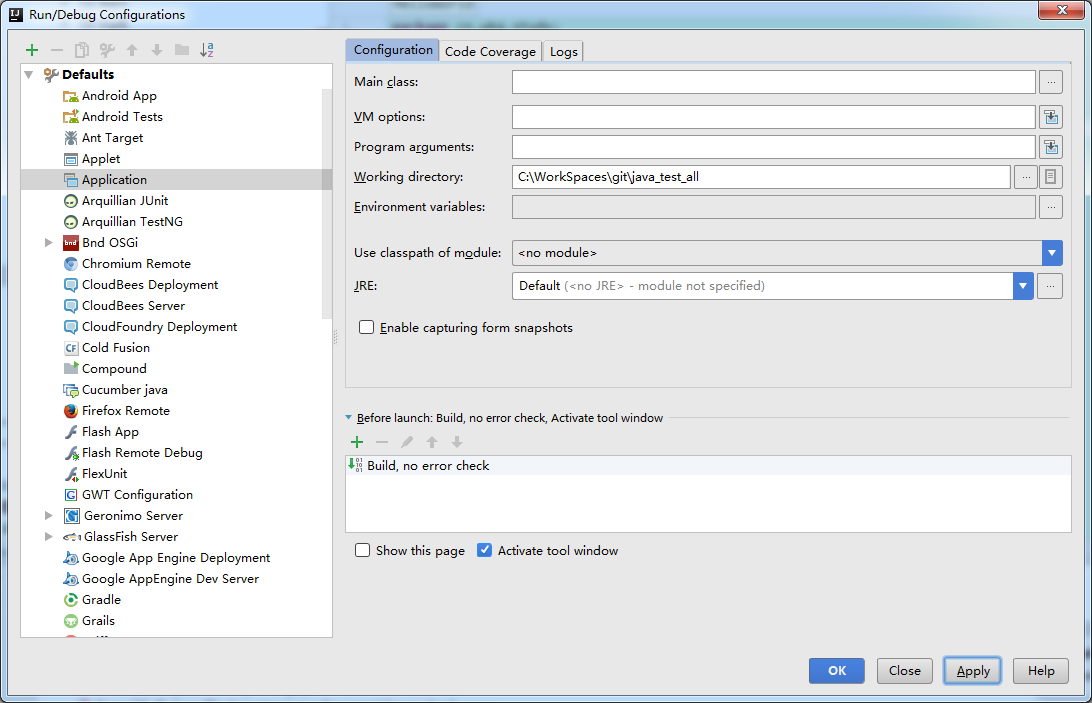 Run/Debug Configurations
Defaults
Android App
Android Tests
Ant Target
Applet
Application
Arquillian JUnit
Arquillian TestNG
Bnd OSGi
Chromium Remote
CloudBees Deployment
CloudBees Server
CloudFoundry Deployment
Cold Fusion
Compound
Cucumber java
Firefox Remote
Flash App
Flash Remote Debug
FlexUnit
GWT Configuration
Geronimo Server
GlassFish Server
Google App Engine Deployment
Google AppEngine Dev Server
Gradle
Grails
Configuration Code Coverage Logs
Main class:
VM options:
Program arguments:
Working directory: C:\WorkSpaces\git\java_test_all
Environment variables:
Use classpath of module: <no module>
JRE: Default (<no JRE> - module not specified)
Enable capturing form snapshots
Before launch: Build, no error check, Activate tool window
Build, no error check
Show this page Activate tool window
OK Close Apply Help